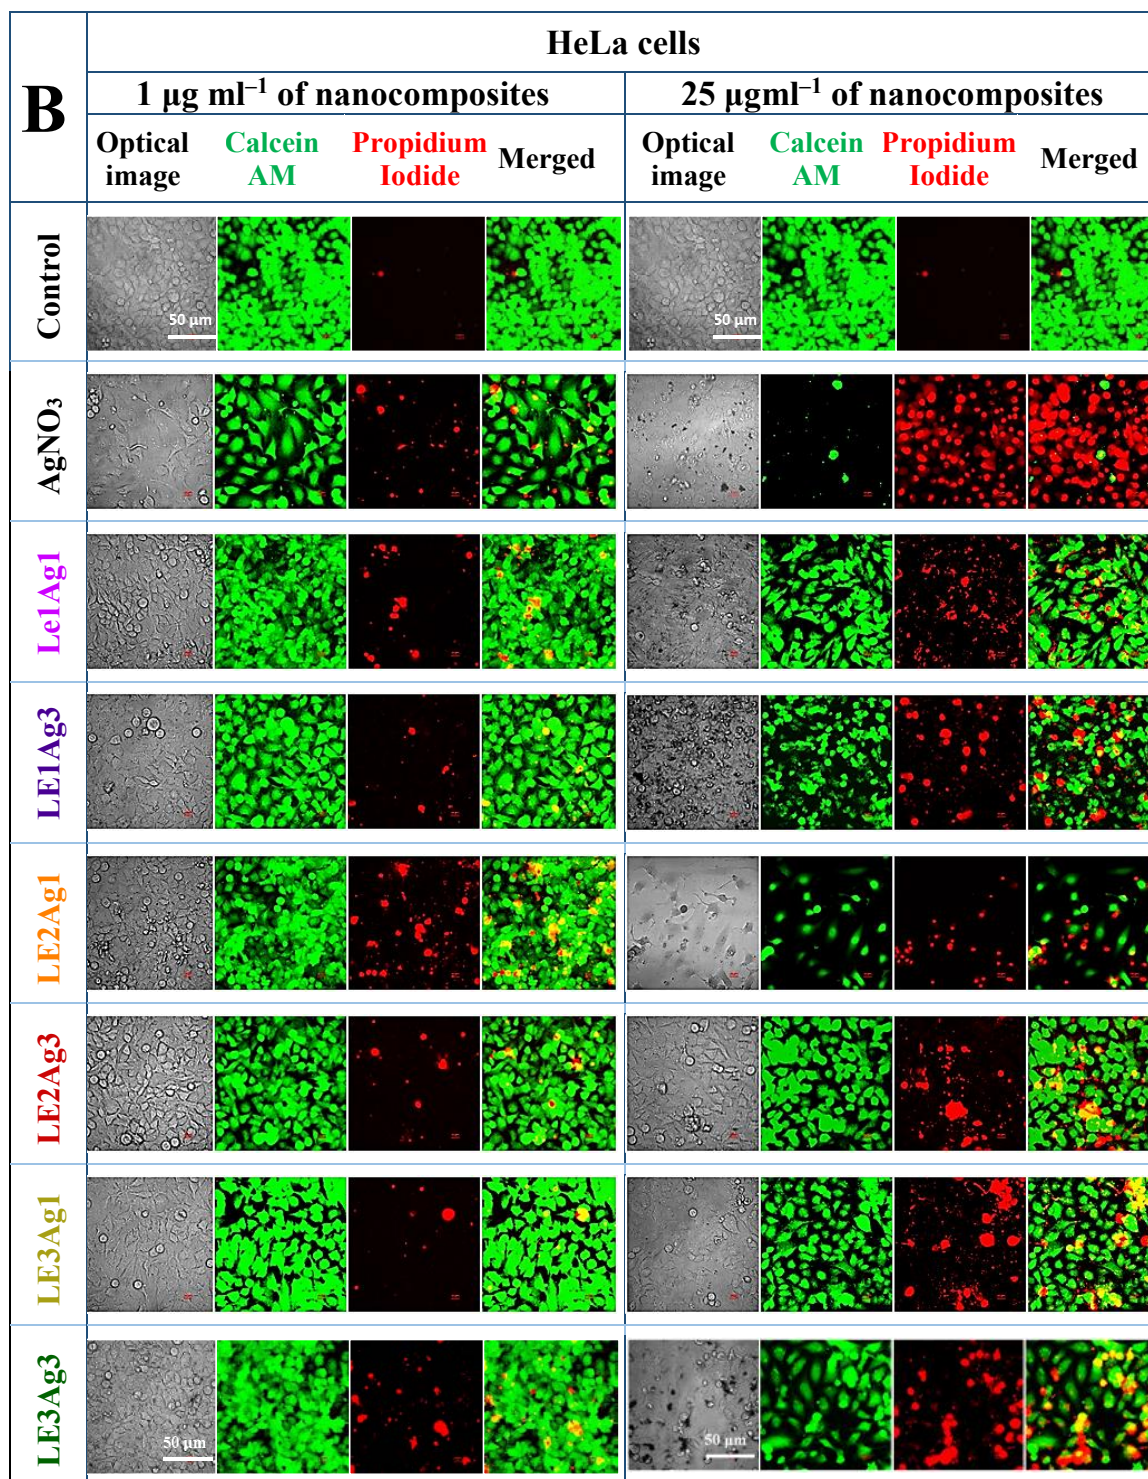 B
HeLa cells
1 μg ml⁻¹ of nanocomposites
25 μgml⁻¹ of nanocomposites
Optical image
Calcein AM
Propidium Iodide
Merged
Optical image
Calcein AM
Propidium Iodide
Merged
Control
50 μm
50 μm
AgNO₃
Le1Ag1
LE1Ag3
LE2Ag1
LE2Ag3
LE3Ag1
LE3Ag3
50 μm
50 μm